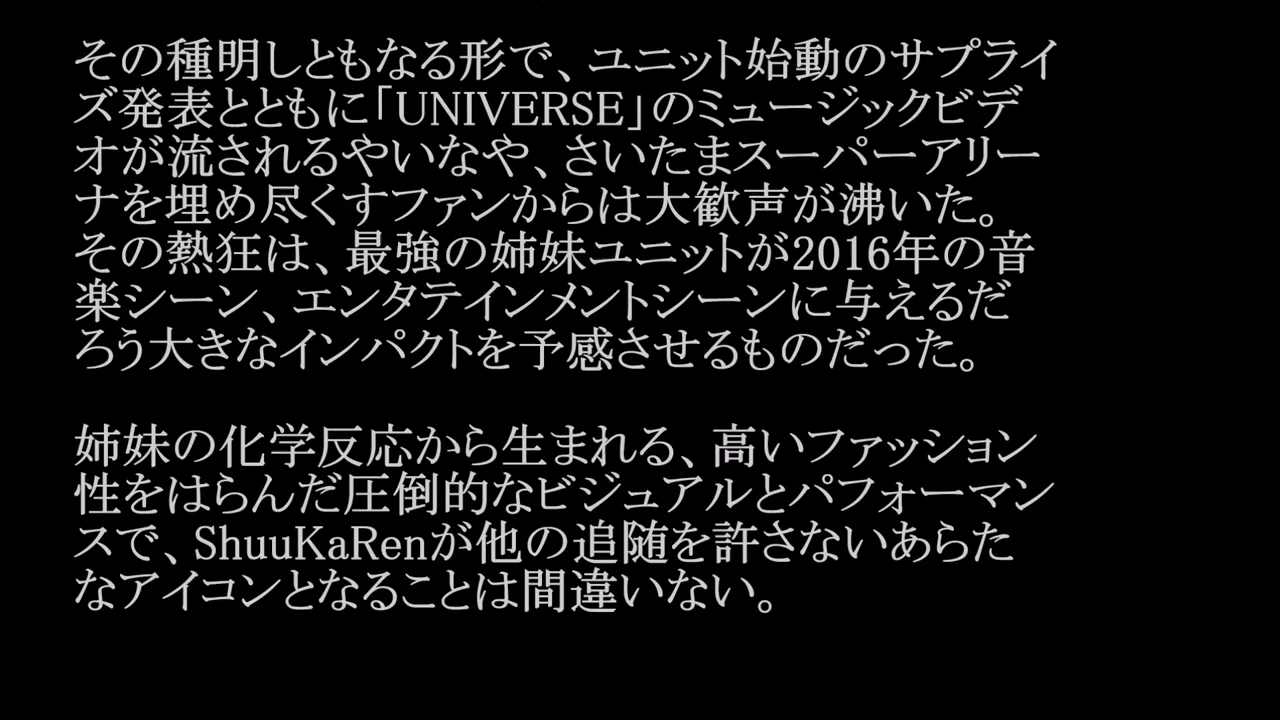 その種明しともなる形で、ユニット始動のサプライ
ズ発表とともに「UNIVERSE」のミュージックビデ
オが流されるやいなや、さいたまスーパーアリー
ナを埋め尽くすファンからは大歓声が沸いた。
その熱狂は、最強の姉妹ユニットが2016年の音
楽シーン、エンタテインメントシーンに与えるだ
ろう大きなインパクトを予感させるものだった。
姉妹の化学反応から生まれる、高いファッション
性をはらんだ圧倒的なビジュアルとパフォーマン
スで、ShuuKaRenが他の追随を許さないあらた
なアイコンとなることは間違いない。